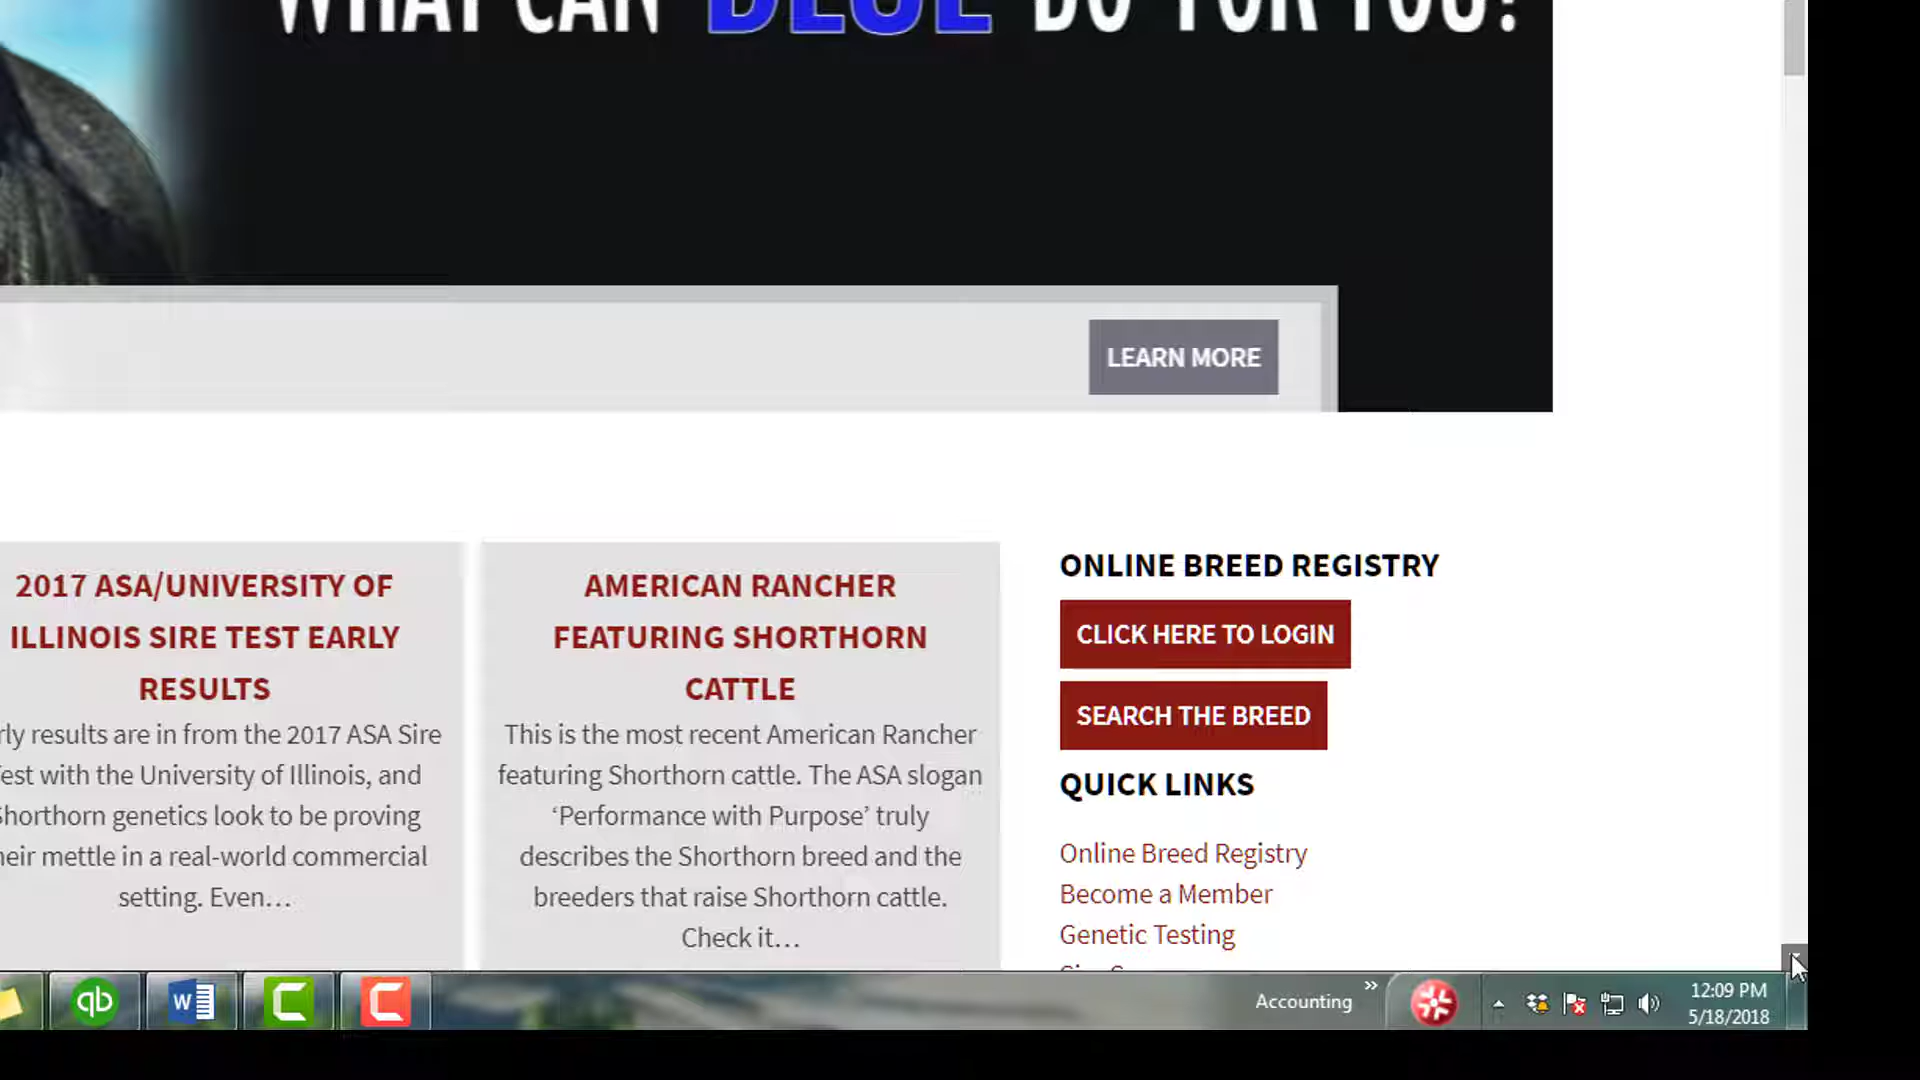 WHAT CAN BLUE DO FOR YOU?
LEARN MORE
2017 ASA/UNIVERSITY OF
ILLINOIS SIRE TEST EARLY
RESULTS
rly results are in from the 2017 ASA Sire
est with the University of Illinois, and
Shorthorn genetics look to be proving
heir mettle in a real-world commercial
setting. Even…
AMERICAN RANCHER
FEATURING SHORTHORN
CATTLE
This is the most recent American Rancher
featuring Shorthorn cattle. The ASA slogan
‘Performance with Purpose’ truly
describes the Shorthorn breed and the
breeders that raise Shorthorn cattle.
Check it…
ONLINE BREED REGISTRY
CLICK HERE TO LOGIN
SEARCH THE BREED
QUICK LINKS
Online Breed Registry
Become a Member
Genetic Testing
qb
W
C
C
Accounting
»
12:09 PM
5/18/2018